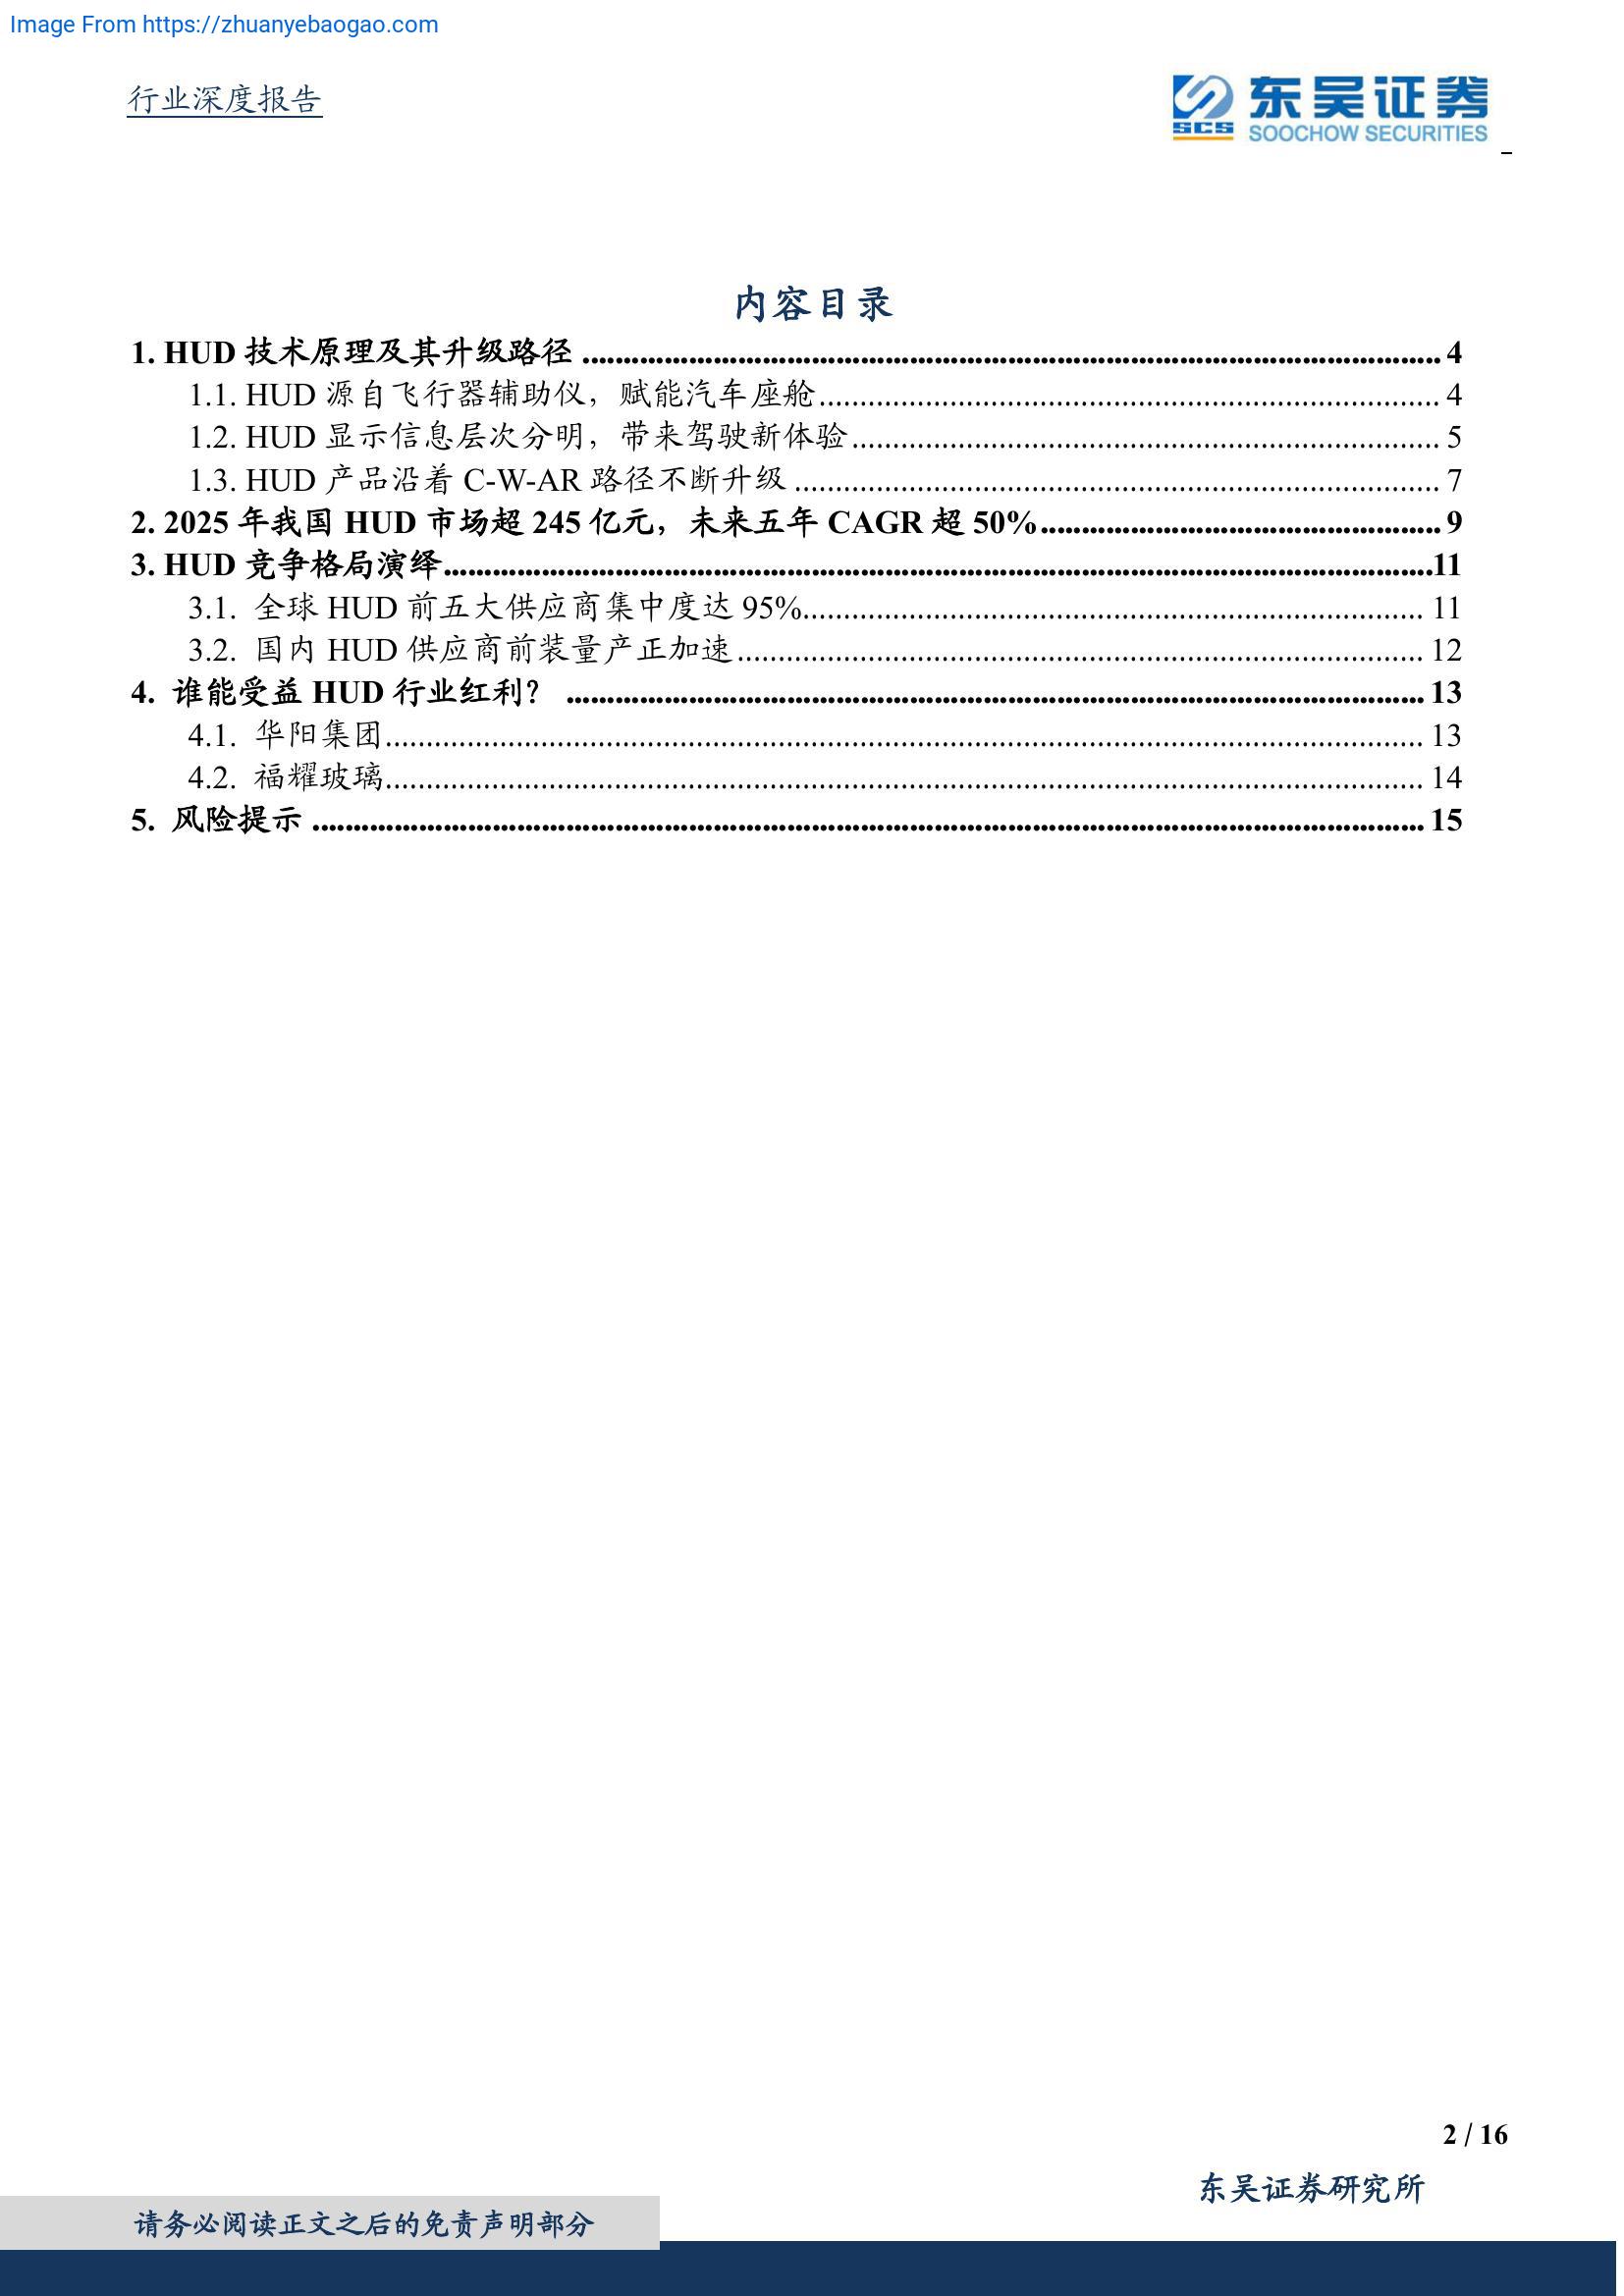 Image From https://zhuanyebaogao.com
行业深度报告
东吴证券
SCS SOOCHOW SECURITIES
内容目录
1. HUD 技术原理及其升级路径 ........ 4
1.1. HUD 源自飞行器辅助仪，赋能汽车座舱 ........ 4
1.2. HUD 显示信息层次分明，带来驾驶新体验 ........ 5
1.3. HUD 产品沿着 C-W-AR 路径不断升级 ........ 7
2. 2025 年我国 HUD 市场超 245 亿元，未来五年 CAGR 超 50% ........ 9
3. HUD 竞争格局演绎 ........ 11
3.1. 全球 HUD 前五大供应商集中度达 95% ........ 11
3.2. 国内 HUD 供应商前装量产正加速 ........ 12
4. 谁能受益 HUD 行业红利？ ........ 13
4.1. 华阳集团 ........ 13
4.2. 福耀玻璃 ........ 14
5. 风险提示 ........ 15
2 / 16
东吴证券研究所
请务必阅读正文之后的免责声明部分